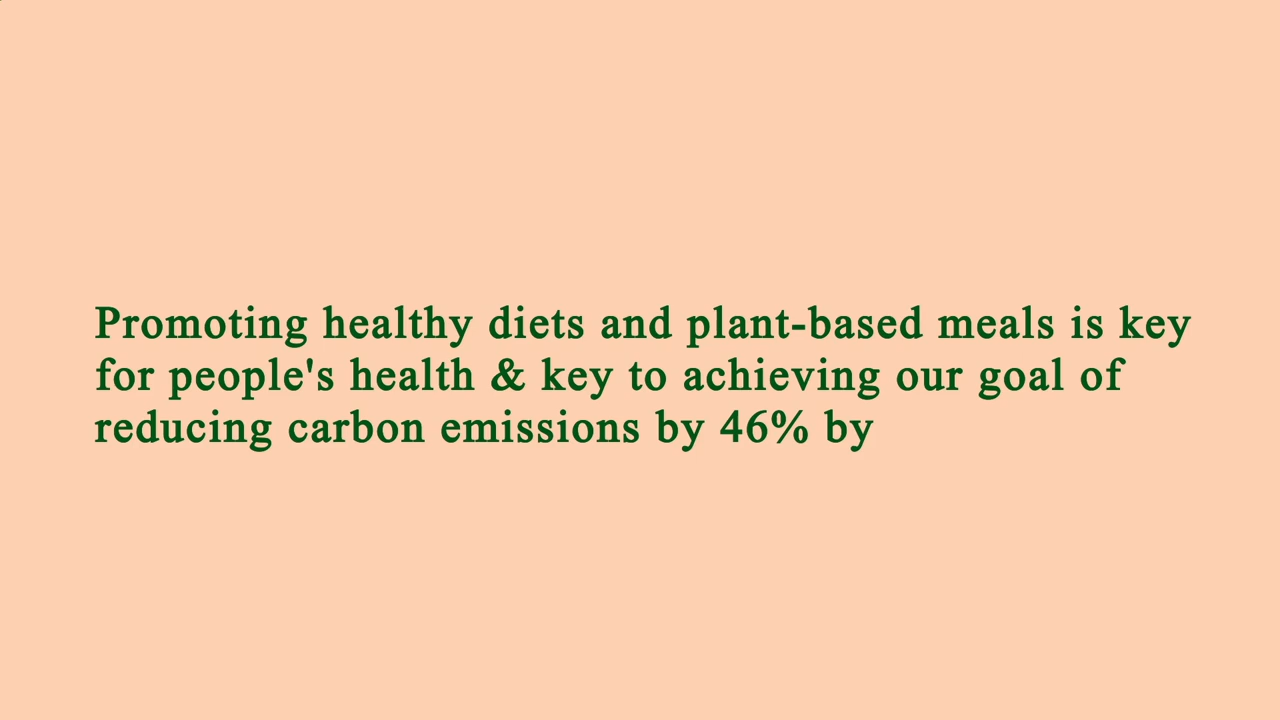 Promoting healthy diets and plant-based meals is key
for people's health & key to achieving our goal of
reducing carbon emissions by 46% by